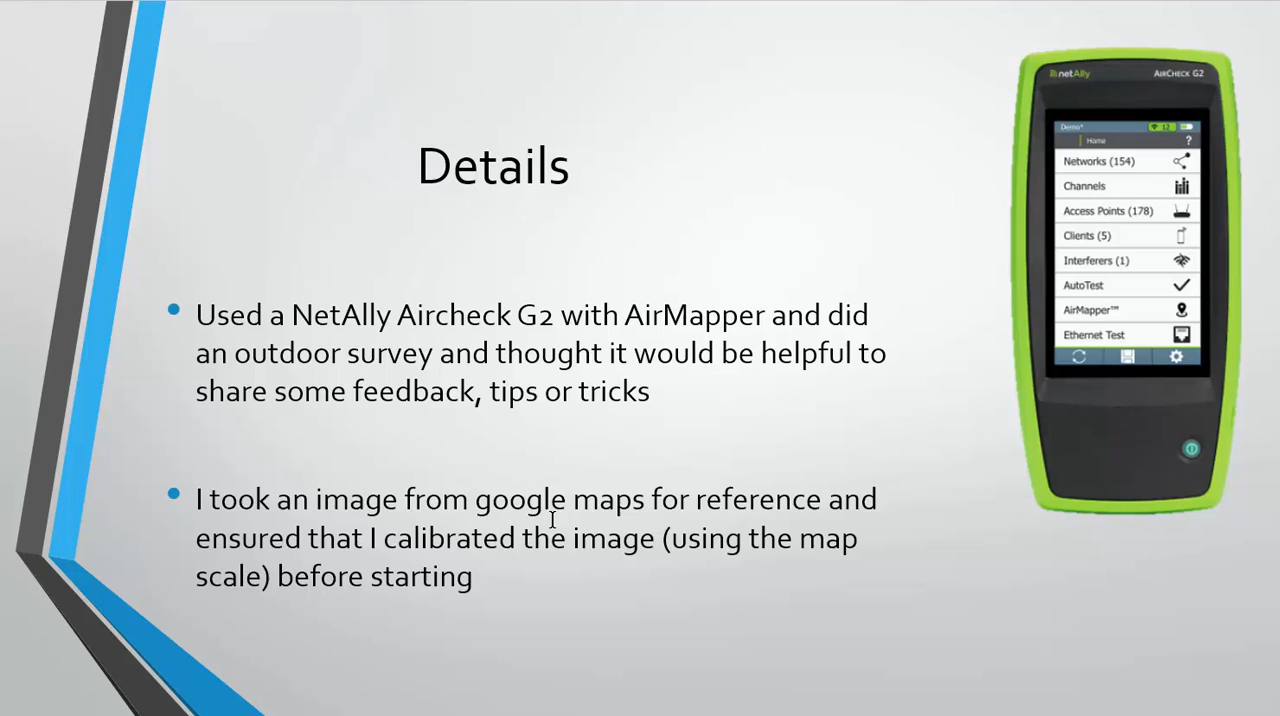 Details
Used a NetAlly Aircheck G2 with AirMapper and did
an outdoor survey and thought it would be helpful to
share some feedback, tips or tricks
I took an image from google maps for reference and
ensured that I calibrated the image (using the map
scale) before starting
netAlly AIRCHECK G2
Demo* 12
Home ?
Networks (154)
Channels
Access Points (178)
Clients (5)
Interferers (1)
AutoTest
AirMapper™
Ethernet Test